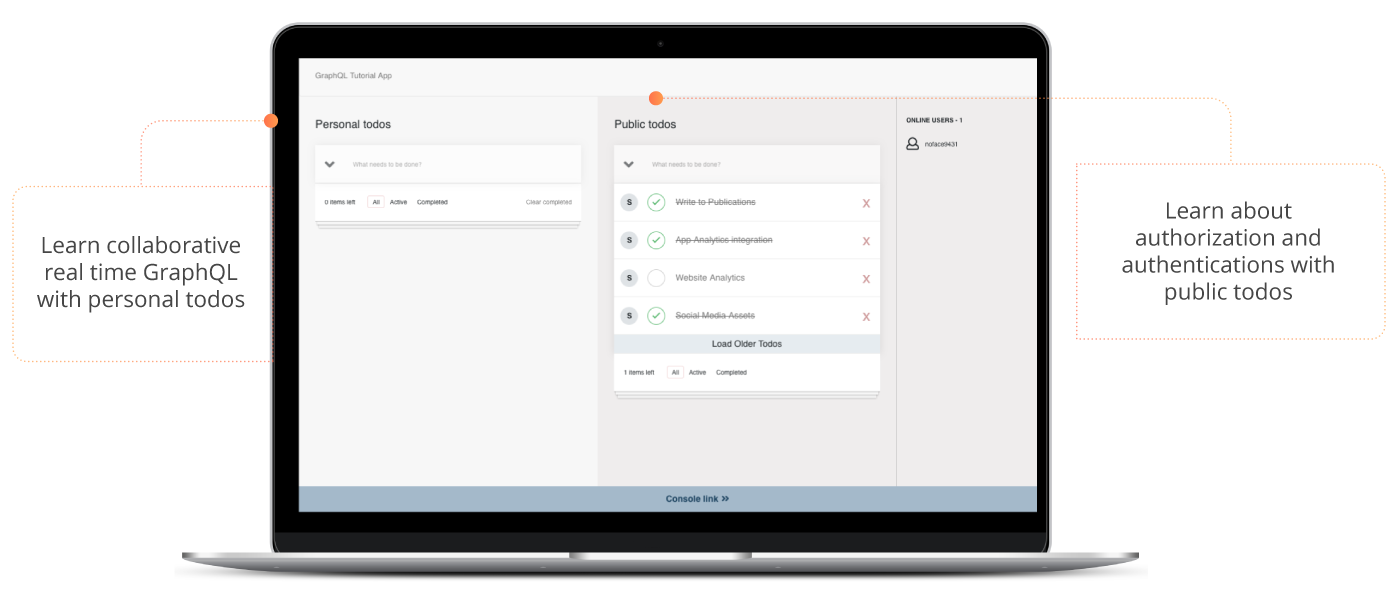 GraphQL Tutorial App
Learn collaborative
real time GraphQL
with personal todos
Personal todos
What needs to be done?
0 items left All Active Completed Clear completed
Public todos
What needs to be done?
S Write to Publications X
S App Analytics integration X
S Website Analytics X
S Social Media Assets X
Load Older Todos
1 items left All Active Completed
ONLINE USERS - 1
noface9431
Console link »
Learn about
authorization and
authentications with
public todos